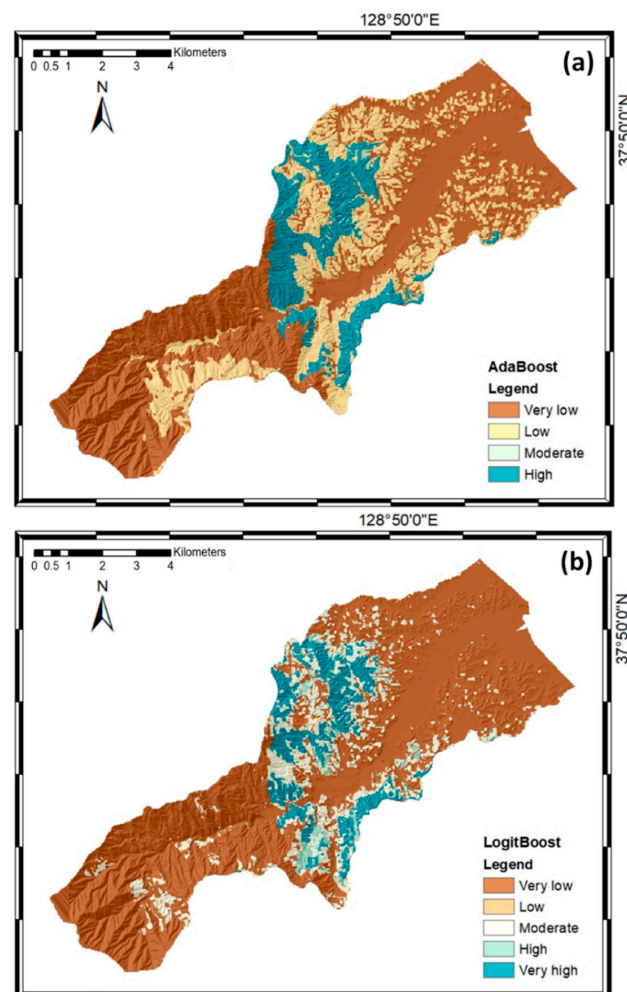 128°50'0"E
Kilometers
0 0.5 1 2 3 4
(a)
N
37°50'0"N
AdaBoost
Legend
Very low
Low
Moderate
High
128°50'0"E
Kilometers
0 0.5 1 2 3 4
(b)
N
37°50'0"N
LogitBoost
Legend
Very low
Low
Moderate
High
Very high